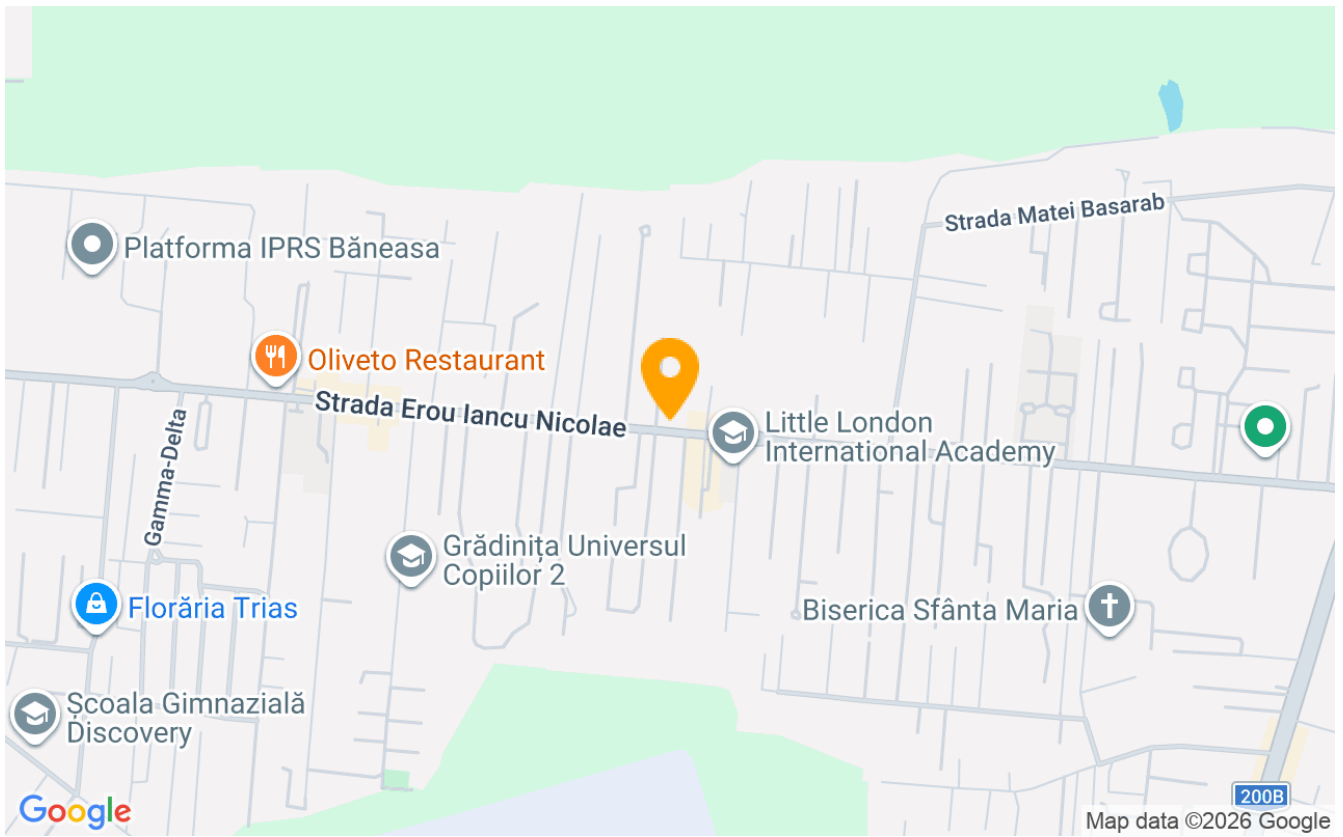 Strada Matei Basarab
Platforma IPRS Băneasa
Oliveto Restaurant
Strada Erou Iancu Nicolae
Little London
International Academy
Gamma-Delta
Grădinița Universul
Copiilor 2
Florăria Trias
Biserica Sfânta Maria
Școala Gimnazială
Discovery
200B
Google
Map data ©2026 Google